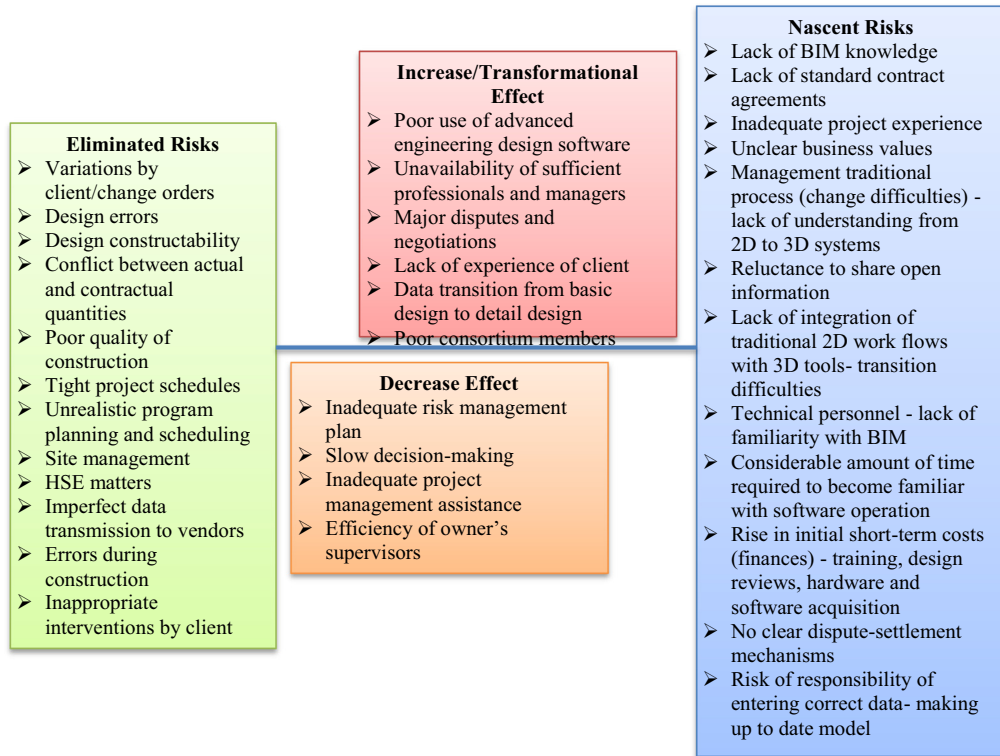 Eliminated Risks
➢ Variations by
client/change orders
➢ Design errors
➢ Design constructability
➢ Conflict between actual
and contractual
quantities
➢ Poor quality of
construction
➢ Tight project schedules
➢ Unrealistic program
planning and scheduling
➢ Site management
➢ HSE matters
➢ Imperfect data
transmission to vendors
➢ Errors during
construction
➢ Inappropriate
interventions by client
Increase/Transformational
Effect
➢ Poor use of advanced
engineering design software
➢ Unavailability of sufficient
professionals and managers
➢ Major disputes and
negotiations
➢ Lack of experience of client
➢ Data transition from basic
design to detail design
➢ Poor consortium members
Decrease Effect
➢ Inadequate risk management
plan
➢ Slow decision-making
➢ Inadequate project
management assistance
➢ Efficiency of owner's
supervisors
Nascent Risks
➢ Lack of BIM knowledge
➢ Lack of standard contract
agreements
➢ Inadequate project experience
➢ Unclear business values
➢ Management traditional
process (change difficulties) -
lack of understanding from
2D to 3D systems
➢ Reluctance to share open
information
➢ Lack of integration of
traditional 2D work flows
with 3D tools- transition
difficulties
➢ Technical personnel - lack of
familiarity with BIM
➢ Considerable amount of time
required to become familiar
with software operation
➢ Rise in initial short-term costs
(finances) - training, design
reviews, hardware and
software acquisition
➢ No clear dispute-settlement
mechanisms
➢ Risk of responsibility of
entering correct data- making
up to date model